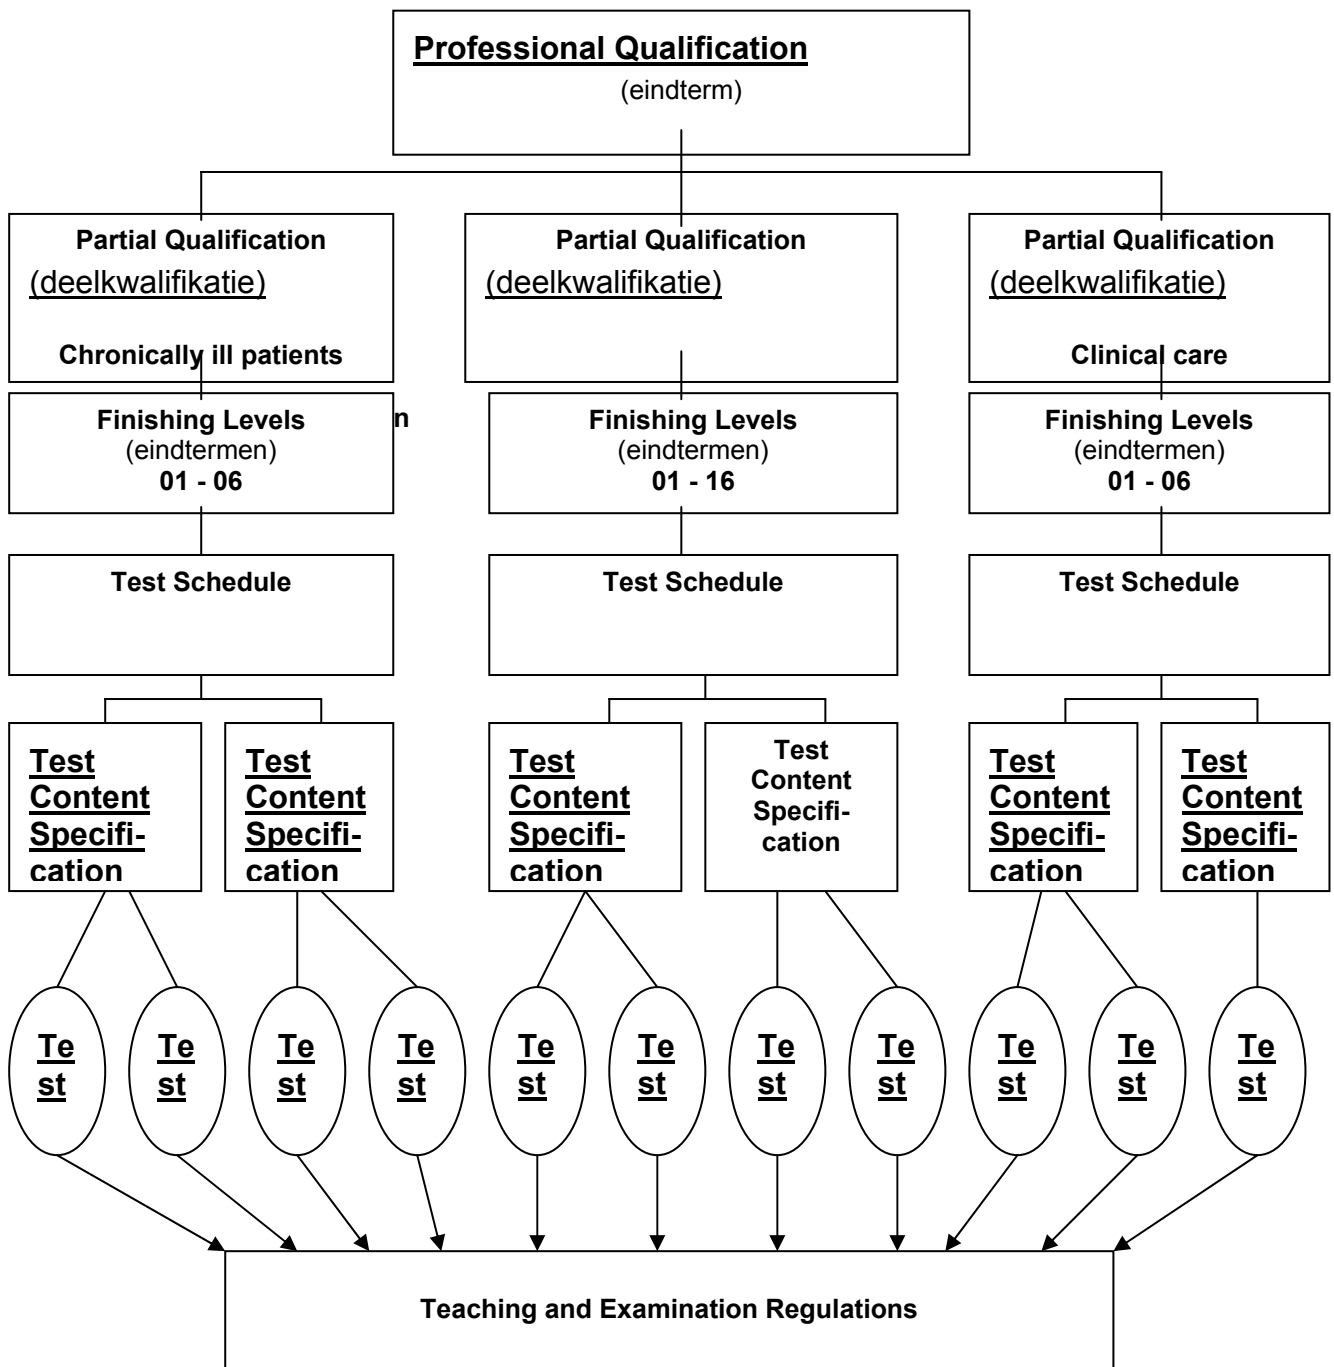 Professional Qualification
(eindterm)
Partial Qualification
(deelkwalifikatie)
Chronically ill patients
Partial Qualification
(deelkwalifikatie)
Partial Qualification
(deelkwalifikatie)
Clinical care
Finishing Levels
(eindtermen)
01 - 06
n
Finishing Levels
(eindtermen)
01 - 16
Finishing Levels
(eindtermen)
01 - 06
Test Schedule
Test Schedule
Test Schedule
Test
Content
Specifi-
cation
Test
Content
Specifi-
cation
Test
Content
Specifi-
cation
Test
Content
Specifi-
cation
Test
Content
Specifi-
cation
Test
Content
Specifi-
cation
Te
st
Te
st
Te
st
Te
st
Te
st
Te
st
Te
st
Te
st
Te
st
Te
st
Te
st
Teaching and Examination Regulations